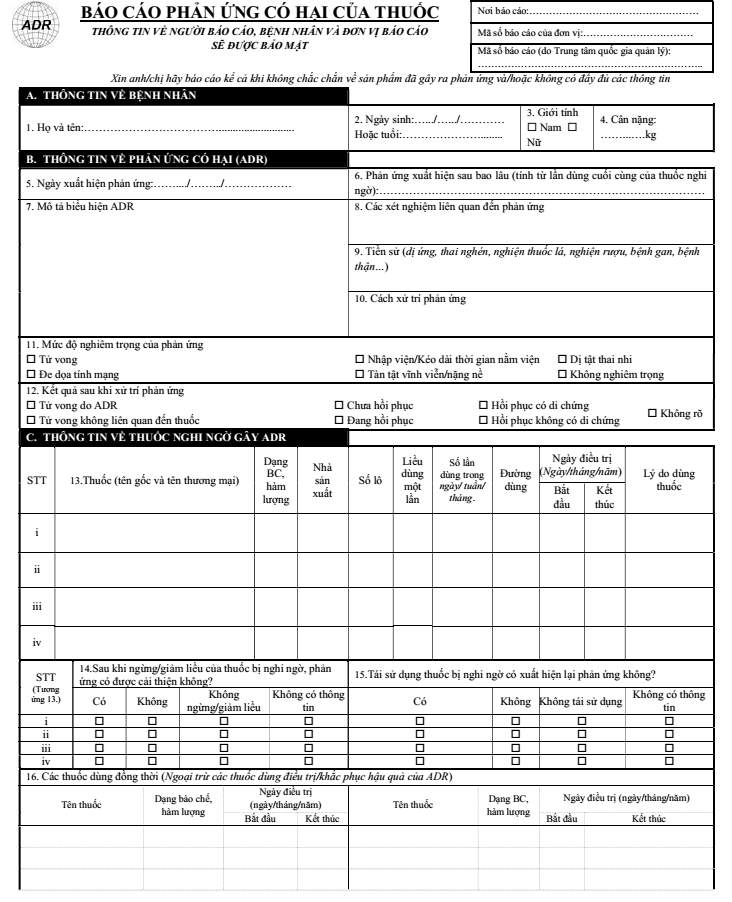 ADR
BÁO CÁO PHẢN ỨNG CÓ HẠI CỦA THUỐC
THÔNG TIN VỀ NGƯỜI BÁO CÁO, BỆNH NHÂN VÀ ĐƠN VỊ BÁO CÁO
SẼ ĐƯỢC BẢO MẬT
Nơi báo cáo:……………………………………………
Mã số báo cáo của đơn vị:……………………………
Mã số báo cáo (do Trung tâm quốc gia quản lý):
……………………………………………………………..
Xin anh/chị hãy báo cáo kể cả khi không chắc chắn về sản phẩm đã gây ra phản ứng và/hoặc không có đầy đủ các thông tin
A. THÔNG TIN VỀ BỆNH NHÂN
1. Họ và tên:…………………………………..........................
2. Ngày sinh:…../…../…………
Hoặc tuổi:…………………........
3. Giới tính
☐ Nam ☐
Nữ
4. Cân nặng:
……...….kg
B. THÔNG TIN VỀ PHẢN ỨNG CÓ HẠI (ADR)
5. Ngày xuất hiện phản ứng:………../……../………………
6. Phản ứng xuất hiện sau bao lâu (tính từ lần dùng cuối cùng của thuốc nghi
ngờ):………………………………………………………………………………
7. Mô tả biểu hiện ADR
8. Các xét nghiệm liên quan đến phản ứng
9. Tiền sử (dị ứng, thai nghén, nghiện thuốc lá, nghiện rượu, bệnh gan, bệnh
thận…)
10. Cách xử trí phản ứng
11. Mức độ nghiêm trọng của phản ứng
☐ Tử vong
☐ Nhập viện/Kéo dài thời gian nằm viện ☐ Dị tật thai nhi
☐ Đe dọa tính mạng
☐ Tàn tật vĩnh viễn/nặng nề ☐ Không nghiêm trọng
12. Kết quả sau khi xử trí phản ứng
☐ Tử vong do ADR ☐ Chưa hồi phục ☐ Hồi phục có di chứng ☐ Không rõ
☐ Tử vong không liên quan đến thuốc ☐ Đang hồi phục ☐ Hồi phục không có di chứng
C. THÔNG TIN VỀ THUỐC NGHI NGỜ GÂY ADR
STT
13.Thuốc (tên gốc và tên thương mại)
Dạng
BC,
hàm
lượng
Nhà
sản
xuất
Số lô
Liều
dùng
một
lần
Số lần
dùng trong
ngày/ tuần/
tháng.
Đường
dùng
Ngày điều trị
(Ngày/tháng/năm)
Bắt
đầu
Kết
thúc
Lý do dùng
thuốc
i
ii
iii
iv
STT
(Tương
ứng 13.)
14.Sau khi ngừng/giảm liều của thuốc bị nghi ngờ, phản
ứng có được cải thiện không?
15.Tái sử dụng thuốc bị nghi ngờ có xuất hiện lại phản ứng không?
Có
Không
Không
ngừng/giảm liều
Không có thông
tin
Có
Không
Không tái sử dụng
Không có thông
tin
i ☐ ☐ ☐ ☐ ☐ ☐ ☐ ☐
ii ☐ ☐ ☐ ☐ ☐ ☐ ☐ ☐
iii ☐ ☐ ☐ ☐ ☐ ☐ ☐ ☐
iv ☐ ☐ ☐ ☐ ☐ ☐ ☐ ☐
16. Các thuốc dùng đồng thời (Ngoại trừ các thuốc dùng điều trị/khắc phục hậu quả của ADR)
Tên thuốc
Dạng bào chế,
hàm lượng
Ngày điều trị
(ngày/tháng/năm)
Bắt đầu
Kết thúc
Tên thuốc
Dạng BC,
hàm lượng
Ngày điều trị (ngày/tháng/năm)
Bắt đầu
Kết thúc